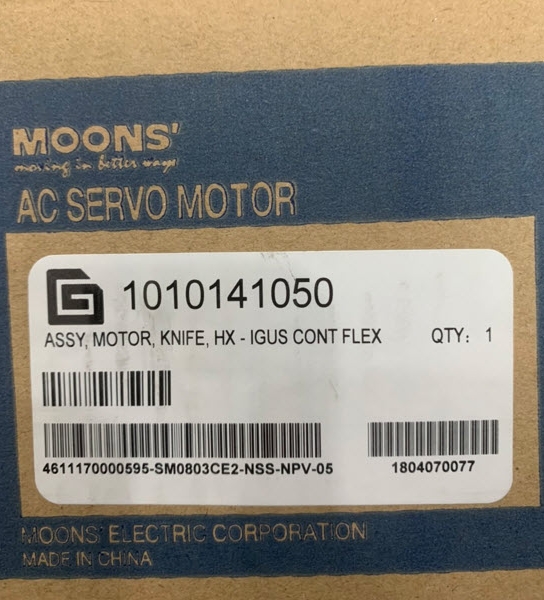 MOONS'
moving in better ways
AC SERVO MOTOR
G 1010141050
ASSY, MOTOR, KNIFE, HX - IGUS CONT FLEX QTY: 1
4611170000595-SM0803CE2-NSS-NPV-05 1804070077
MOONS' ELECTRIC CORPORATION
MADE IN CHINA